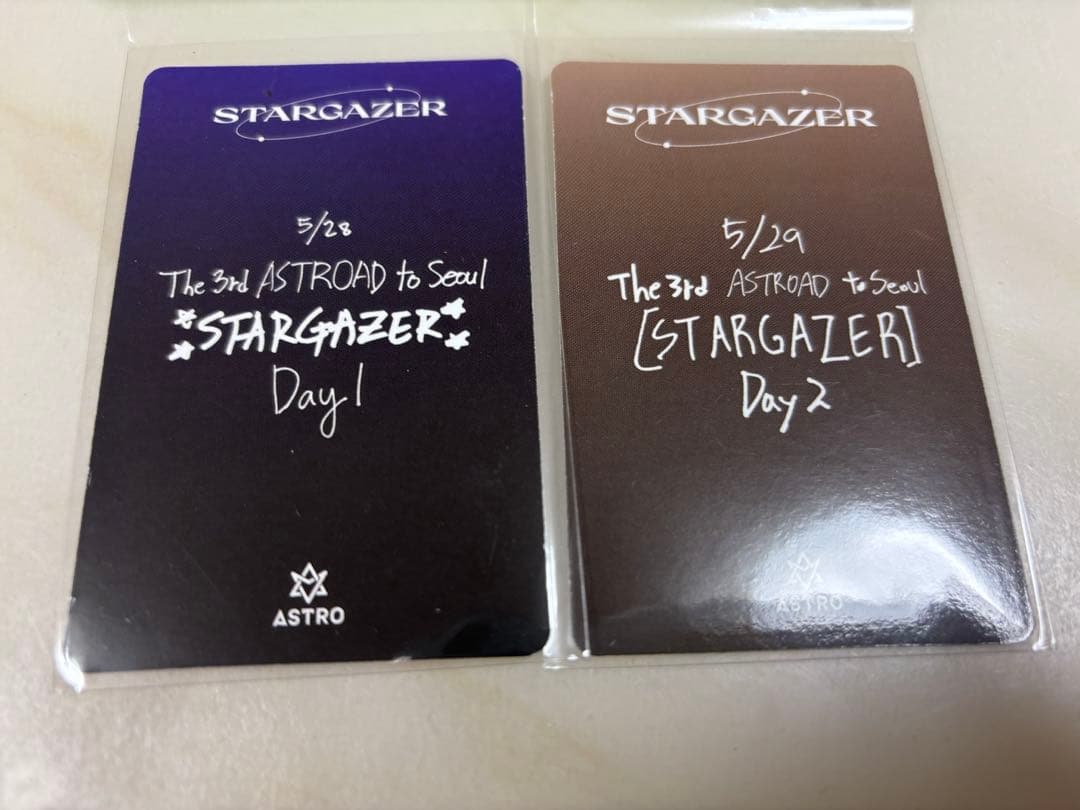 STARGAZER
5/28
The 3rd ASTROAD to Seoul
STARGAZER
Day 1
ASTRO
STARGAZER
5/29
The 3rd ASTROAD to Seoul
[STARGAZER]
Day 2
ASTRO